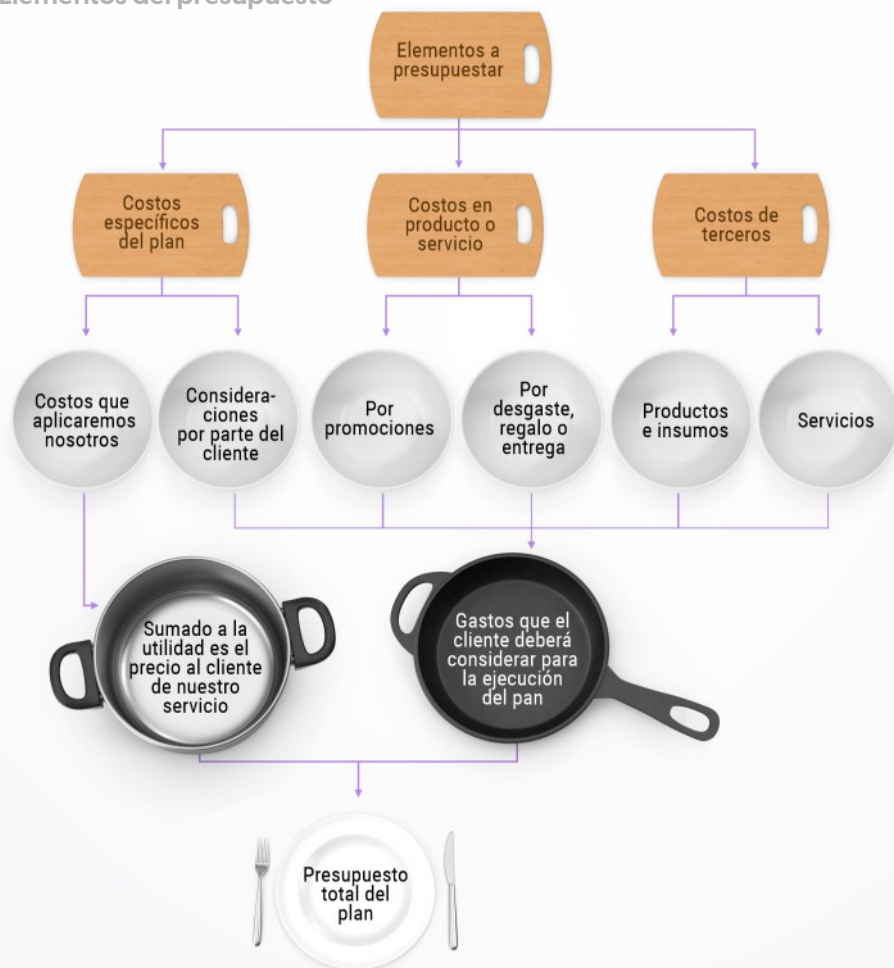 Elementos del presupuesto
Elementos a
presupuestar
Costos
específicos
del plan
Costos en
producto o
servicio
Costos de
terceros
Costos que
aplicaremos
nosotros
Considera-
ciones
por parte del
cliente
Por
promociones
Por
desgaste,
regalo o
entrega
Productos
e insumos
Servicios
Sumado a la
utilidad es el
precio al cliente
de nuestro
servicio
Gastos que el
cliente deberá
considerar para
la ejecución
del pan
Presupuesto
total del
plan